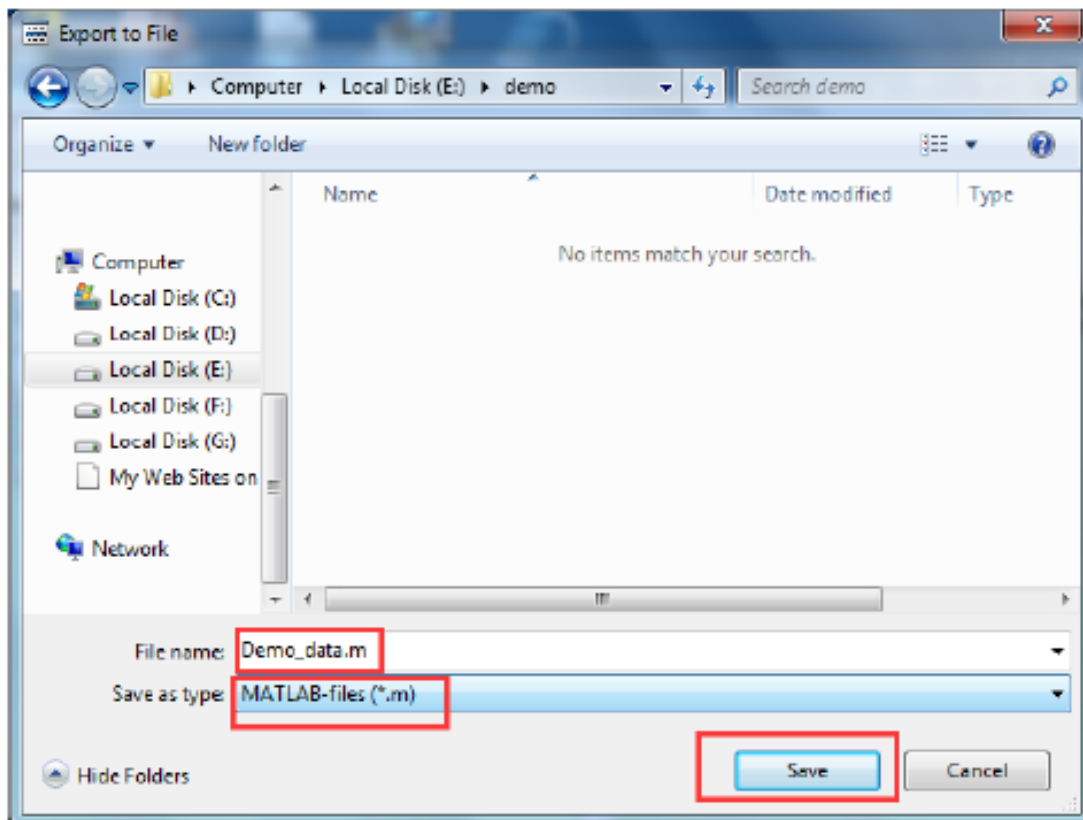 Export to File
Computer Local Disk (E:) demo Search demo
Organize New folder
Name Date modified Type
No items match your search.
Computer
Local Disk (C:)
Local Disk (D:)
Local Disk (E:)
Local Disk (F:)
Local Disk (G:)
My Web Sites on
Network
File name: Demo_data.m
Save as type: MATLAB-files (*.m)
Hide Folders Save Cancel